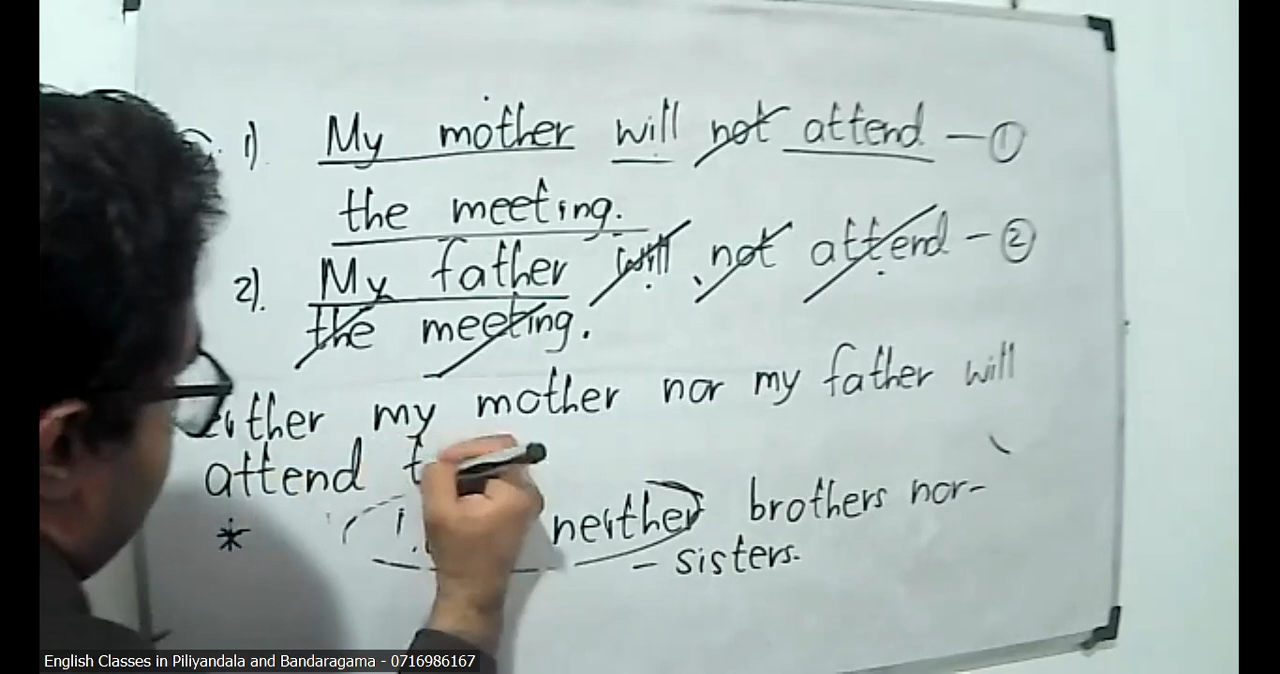 1). My mother will not attend – ①
the meeting.
2). My father will not attend – ②
the meeting.
either my mother nor my father will
attend t
* neither brothers nor-
– sisters.
English Classes in Piliyandala and Bandaragama - 0716986167